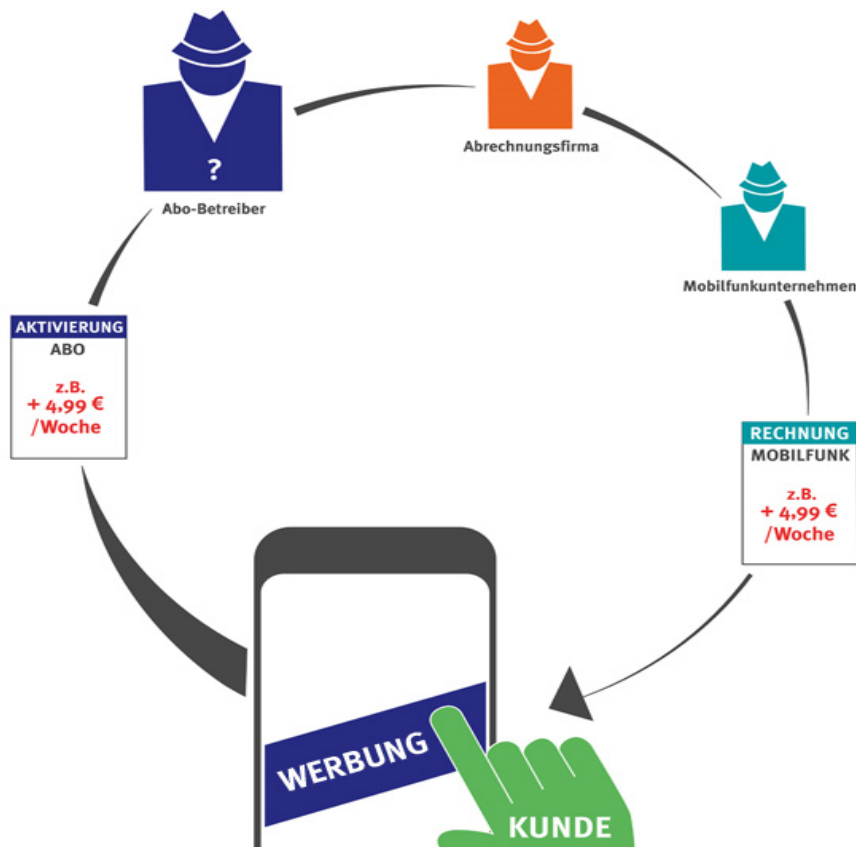 ?
Abo-Betreiber
Abrechnungsfirma
Mobilfunkunternehmen
AKTIVIERUNG
ABO
z.B.
+ 4,99 €
/Woche
RECHNUNG
MOBILFUNK
z.B.
+ 4,99 €
/Woche
WERBUNG
KUNDE